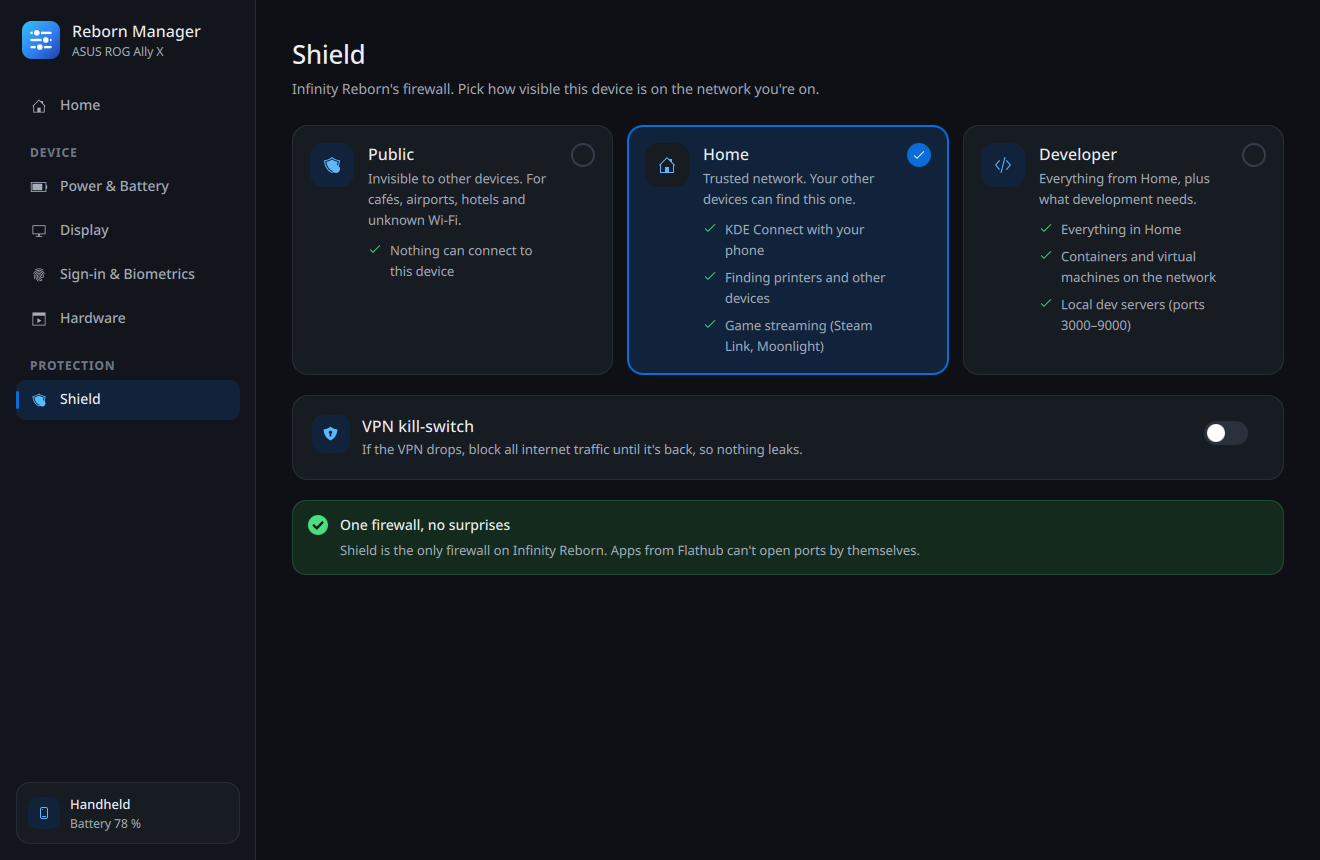 Reborn Manager
ASUS ROG Ally X
Home
DEVICE
Power & Battery
Display
Sign-in & Biometrics
Hardware
PROTECTION
Shield
Handheld
Battery 78 %
Shield
Infinity Reborn's firewall. Pick how visible this device is on the network you're on.
Public
Invisible to other devices. For
cafés, airports, hotels and
unknown Wi-Fi.
Nothing can connect to
this device
Home
Trusted network. Your other
devices can find this one.
KDE Connect with your
phone
Finding printers and other
devices
Game streaming (Steam
Link, Moonlight)
Developer
Everything from Home, plus
what development needs.
Everything in Home
Containers and virtual
machines on the network
Local dev servers (ports
3000–9000)
VPN kill-switch
If the VPN drops, block all internet traffic until it's back, so nothing leaks.
One firewall, no surprises
Shield is the only firewall on Infinity Reborn. Apps from Flathub can't open ports by themselves.